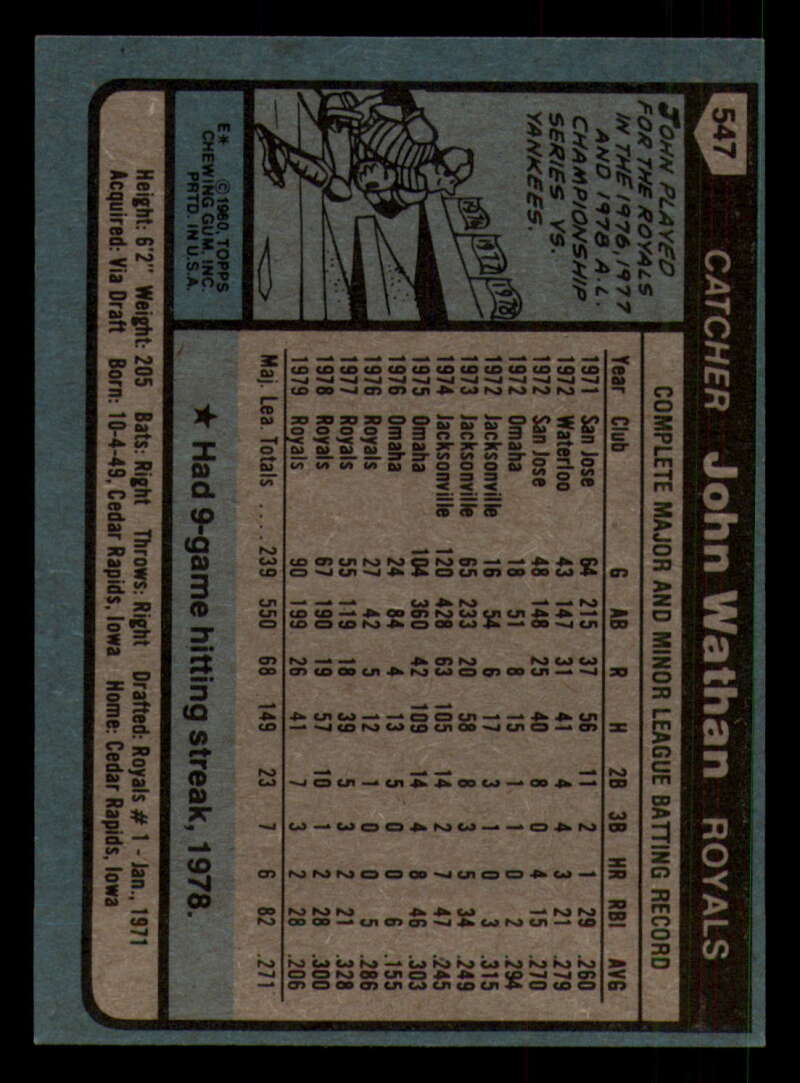 547 CATCHER John Wathan ROYALS
JOHN PLAYED
FOR THE ROYALS
IN THE 1976, 1977
AND 1978 A.L.
CHAMPIONSHIP
SERIES VS.
YANKEES.
1976 1977 1978
E* © 1980, TOPPS
CHEWING GUM, INC.
PRTD. IN U.S.A.
COMPLETE MAJOR AND MINOR LEAGUE BATTING RECORD
Year Club G AB R H 2B 3B HR RBI AVG
1971 San Jose 64 215 37 56 11 2 1 29 .260
1972 Waterloo 43 147 31 41 4 4 3 21 .279
1972 San Jose 48 148 25 40 8 0 4 15 .270
1972 Omaha 18 51 8 15 1 1 0 2 .294
1972 Jacksonville 16 54 6 17 3 1 0 3 .315
1973 Jacksonville 65 233 20 58 8 3 5 34 .249
1974 Jacksonville 120 428 63 105 14 2 7 47 .245
1975 Omaha 104 360 42 109 14 4 8 46 .303
1976 Omaha 24 84 4 13 5 0 0 6 .155
1976 Royals 27 42 5 12 1 0 0 5 .286
1977 Royals 55 119 18 39 5 3 2 21 .328
1978 Royals 67 190 19 57 10 1 2 28 .300
1979 Royals 90 199 26 41 7 3 2 28 .206
Maj. Lea. Totals .... 239 550 68 149 23 7 6 82 .271
★ Had 9-game hitting streak, 1978.
Height: 6'2" Weight: 205 Bats: Right Throws: Right Drafted: Royals # 1 - Jan., 1971
Acquired: Via Draft Born: 10-4-49, Cedar Rapids, Iowa Home: Cedar Rapids, Iowa